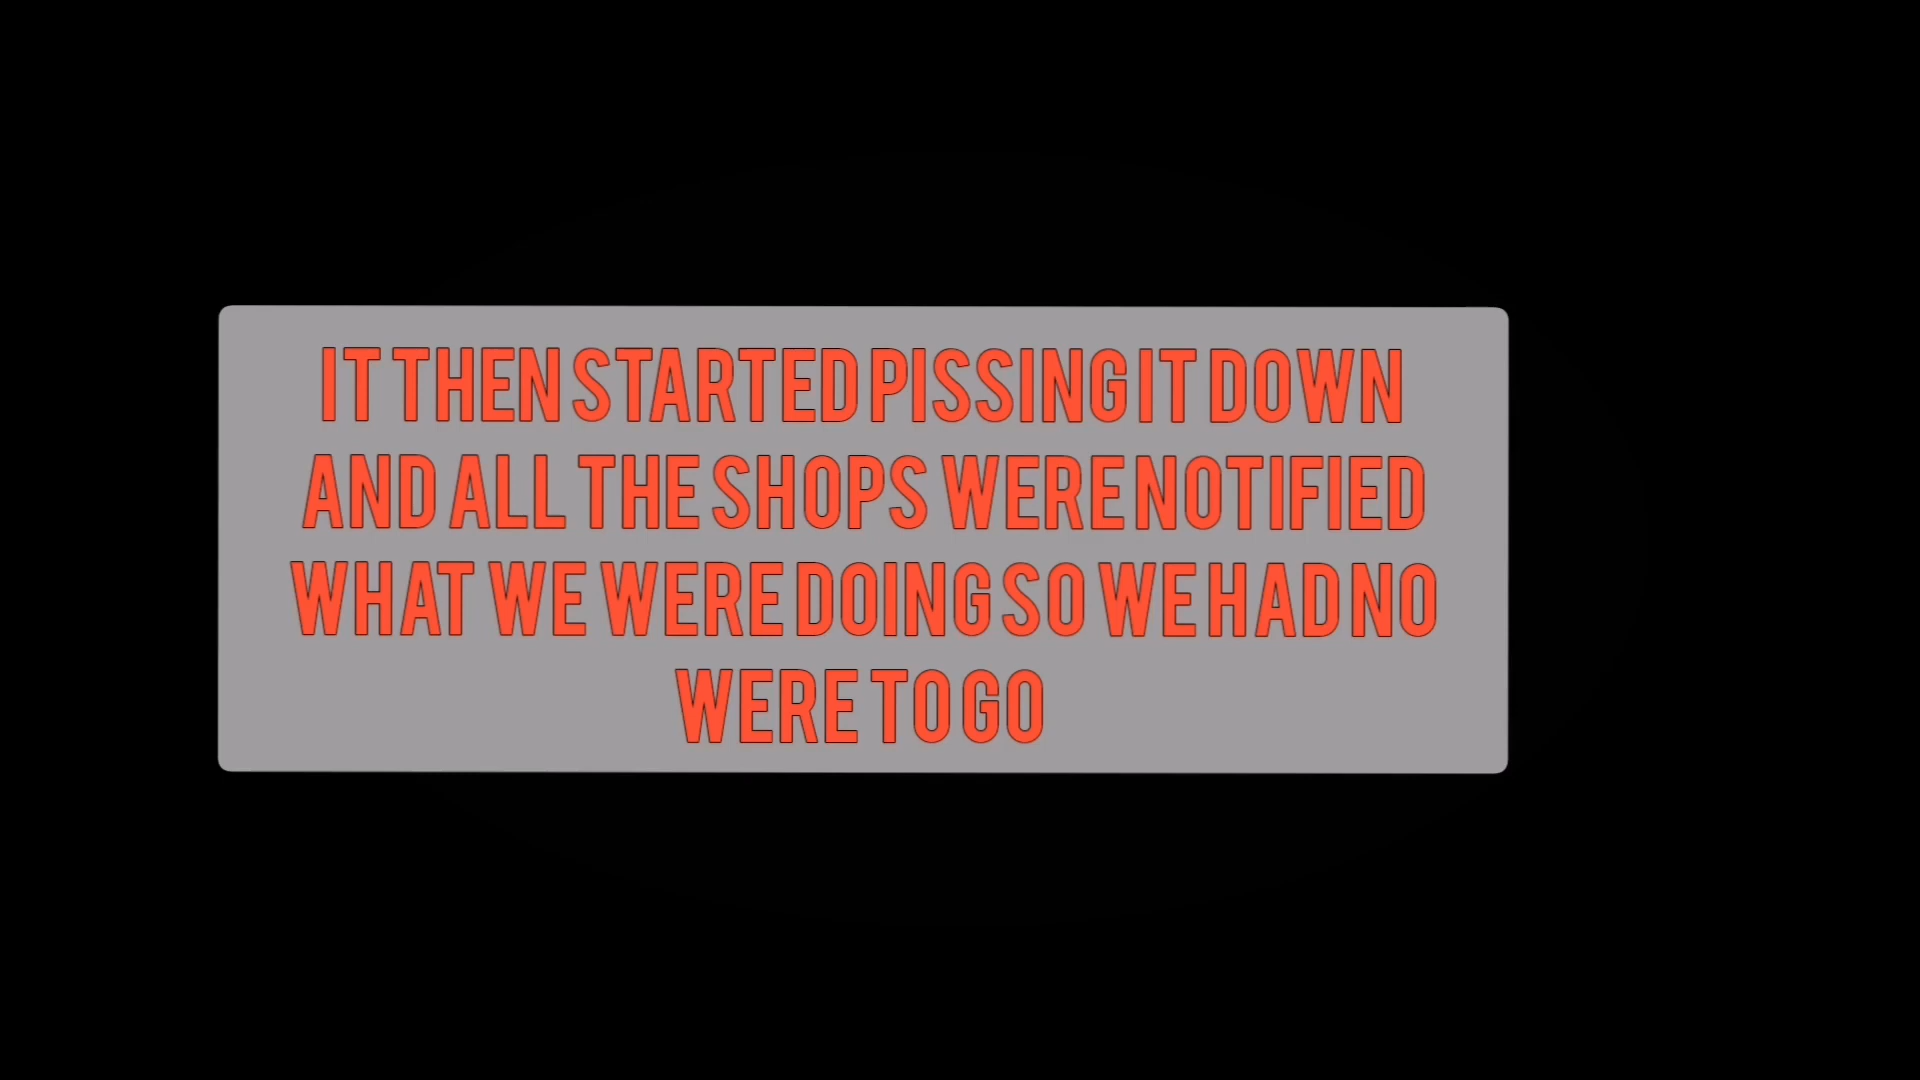 IT THEN STARTED PISSING IT DOWN
AND ALL THE SHOPS WERE NOTIFIED
WHAT WE WERE DOING SO WE HAD NO
WERE TO GO